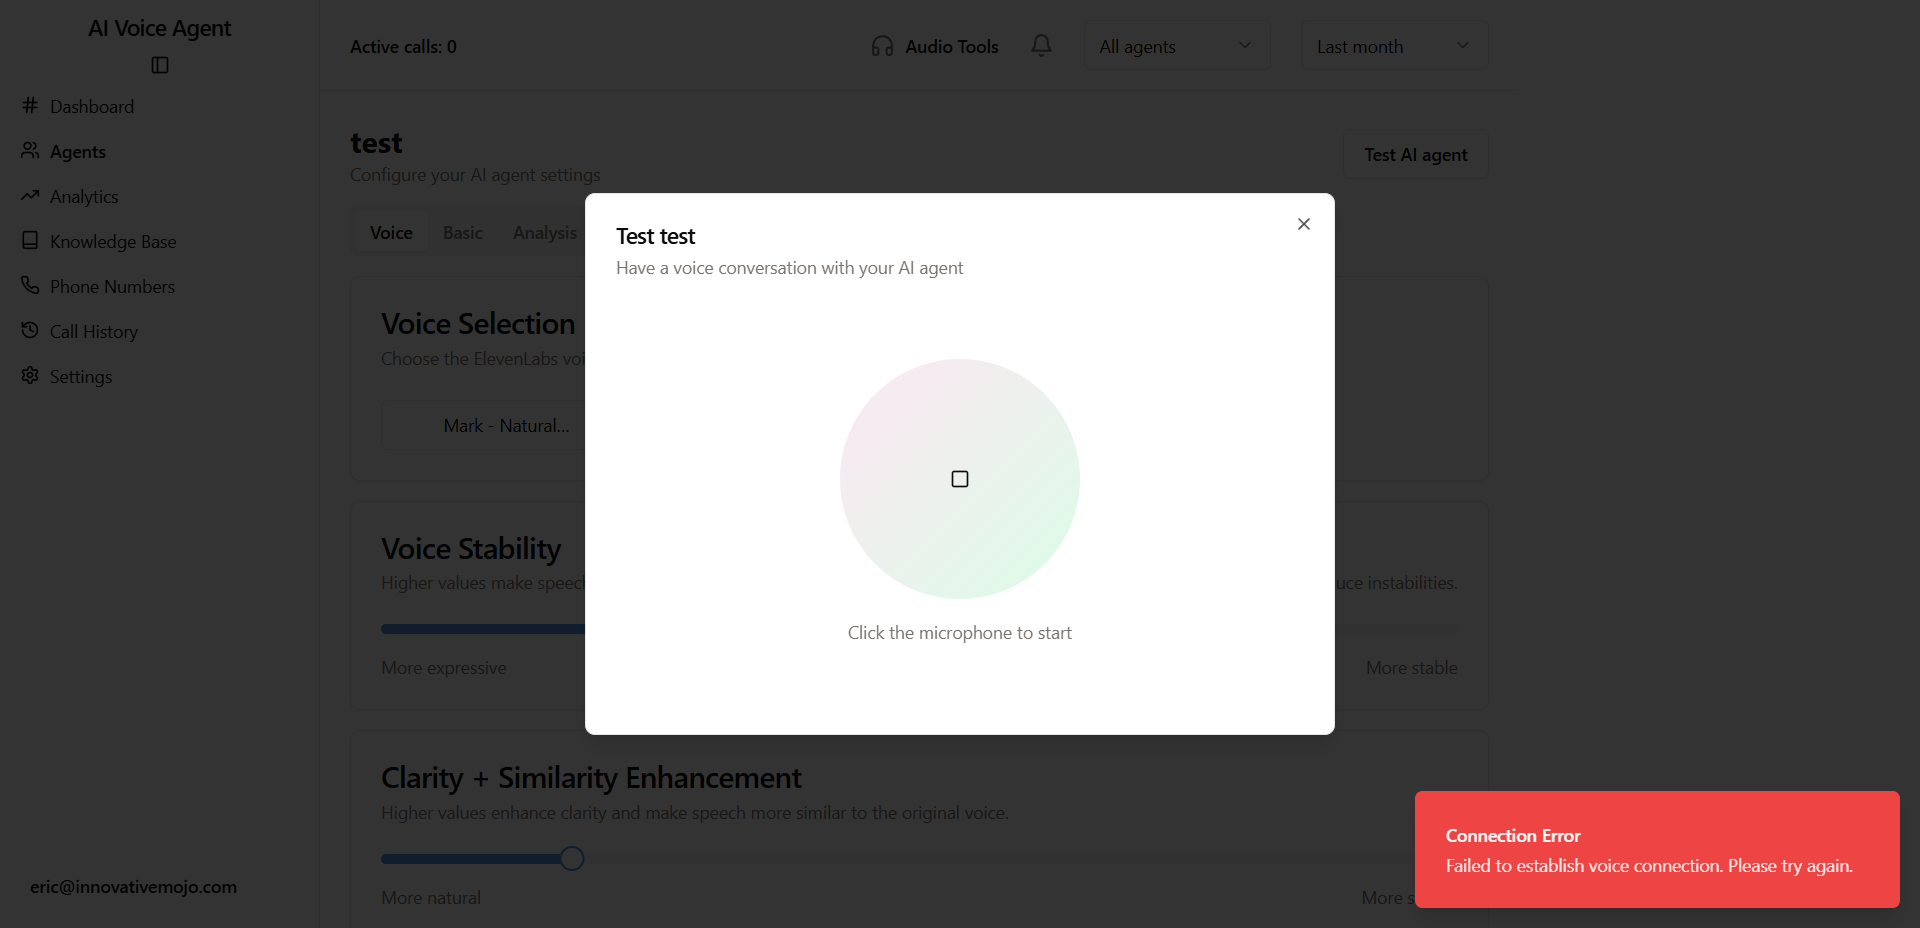 AI Voice Agent
Dashboard
Agents
Analytics
Knowledge Base
Phone Numbers
Call History
Settings
eric@innovativemojo.com
Active calls: 0
Audio Tools
All agents
Last month
test
Configure your AI agent settings
Test AI agent
Voice
Basic
Analysis
Voice Selection
Choose the ElevenLabs
Mark - Natural...
Voice Stability
Higher values make
instabilities.
More expressive
More stable
Clarity + Similarity Enhancement
Higher values enhance clarity and make speech more similar to the original voice.
More natural
More
Test test
Have a voice conversation with your AI agent
Click the microphone to start
Connection Error
Failed to establish voice connection. Please try again.